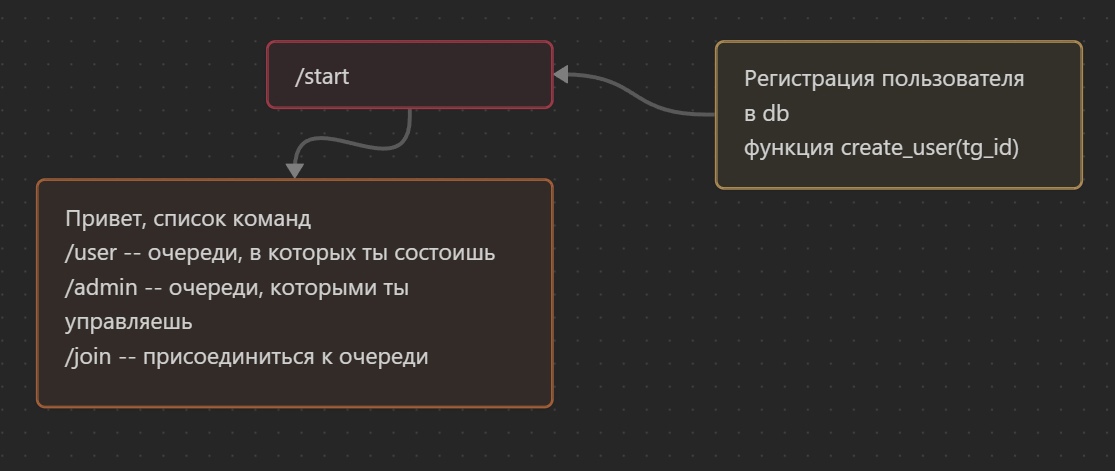 /start
Регистрация пользователя
в db
функция create_user(tg_id)
Привет, список команд
/user -- очереди, в которых ты состоишь
/admin -- очереди, которыми ты
управляешь
/join -- присоединиться к очереди